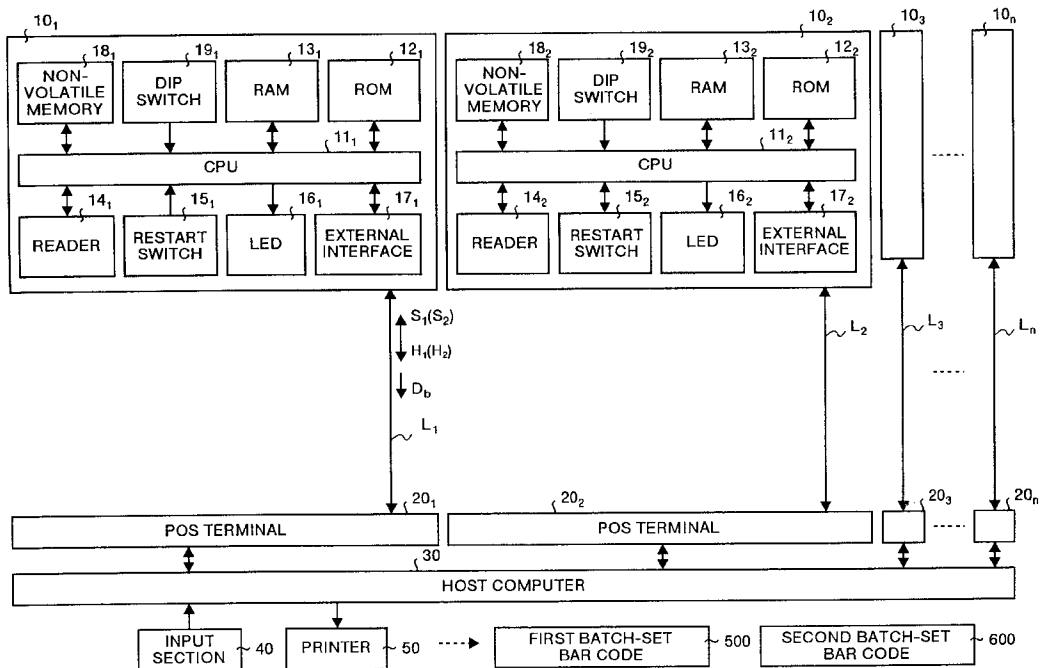 10₁ 10₂ 10₃ 10ₙ
18₁ 19₁ 13₁ 12₁ 18₂ 19₂ 13₂ 12₂
NON-VOLATILE MEMORY
DIP SWITCH
RAM
ROM
NON-VOLATILE MEMORY
DIP SWITCH
RAM
ROM
11₁ 11₂
CPU CPU
14₁ 15₁ 16₁ 17₁ 14₂ 15₂ 16₂ 17₂
READER
RESTART SWITCH
LED
EXTERNAL INTERFACE
READER
RESTART SWITCH
LED
EXTERNAL INTERFACE
S₁(S₂)
H₁(H₂)
D_b
L₁ L₂ L₃ Lₙ
20₁ 20₂ 20₃ 20ₙ
POS TERMINAL POS TERMINAL
30
HOST COMPUTER
INPUT SECTION
40
PRINTER
50
FIRST BATCH-SET BAR CODE
500
SECOND BATCH-SET BAR CODE
600